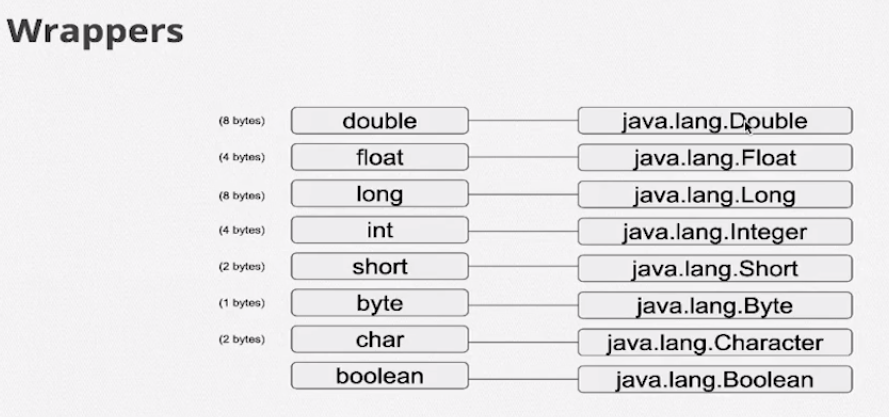 Wrappers
(8 bytes) double java.lang.Double
(4 bytes) float java.lang.Float
(8 bytes) long java.lang.Long
(4 bytes) int java.lang.Integer
(2 bytes) short java.lang.Short
(1 bytes) byte java.lang.Byte
(2 bytes) char java.lang.Character
boolean java.lang.Boolean